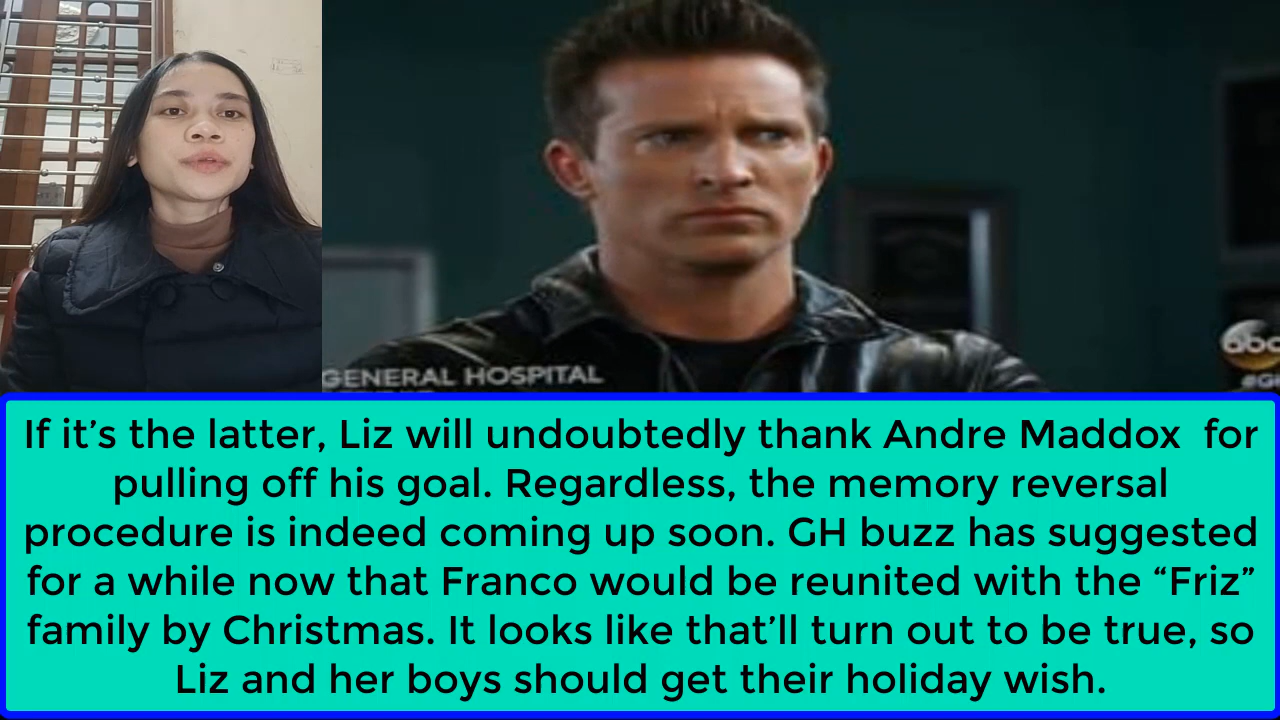 GENERAL HOSPITAL
abc
#GH
If it’s the latter, Liz will undoubtedly thank Andre Maddox  for
pulling off his goal. Regardless, the memory reversal
procedure is indeed coming up soon. GH buzz has suggested
for a while now that Franco would be reunited with the “Friz”
family by Christmas. It looks like that’ll turn out to be true, so
Liz and her boys should get their holiday wish.